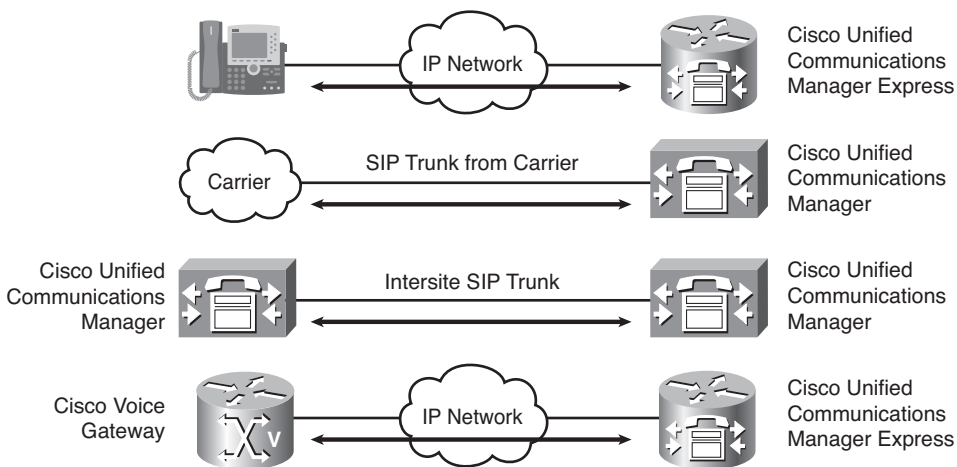 IP Network
Cisco Unified
Communications
Manager Express
Carrier
SIP Trunk from Carrier
Cisco Unified
Communications
Manager
Cisco Unified
Communications
Manager
Intersite SIP Trunk
Cisco Unified
Communications
Manager
Cisco Voice
Gateway
V
IP Network
Cisco Unified
Communications
Manager Express